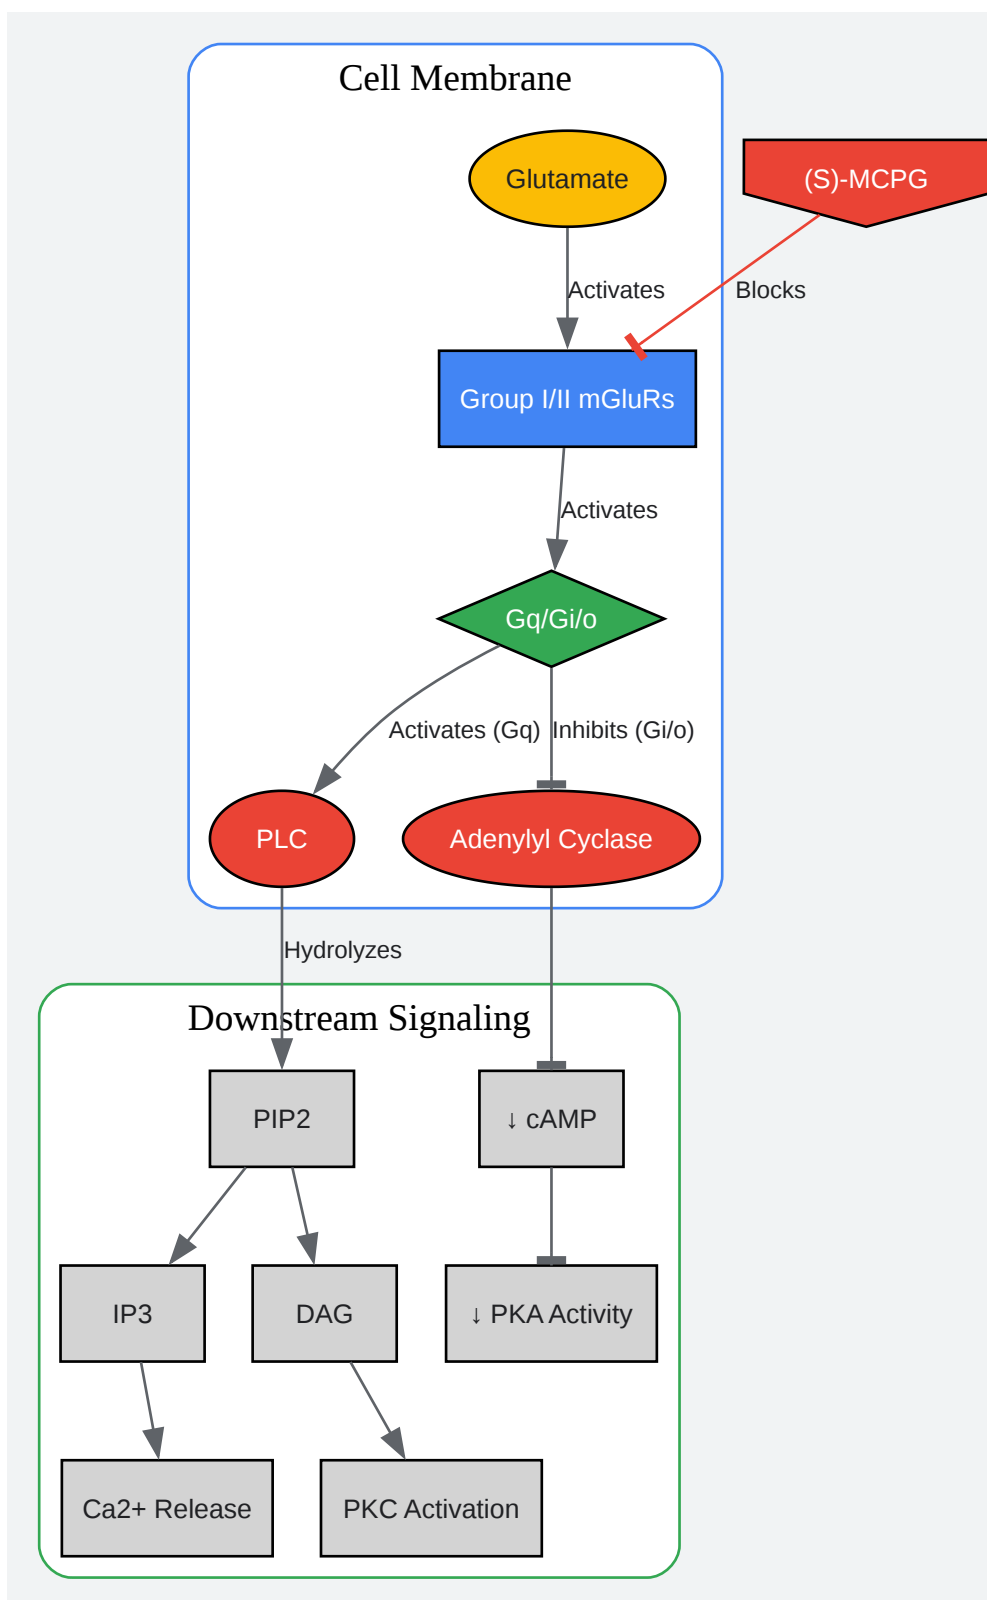 Cell Membrane
Glutamate
(S)-MCPG
Activates
Blocks
Group I/II mGluRs
Activates
Gq/Gi/o
Activates (Gq)
Inhibits (Gi/o)
PLC
Adenylyl Cyclase
Hydrolyzes
Downstream Signaling
PIP2
↓ cAMP
IP3
DAG
↓ PKA Activity
Ca2+ Release
PKC Activation